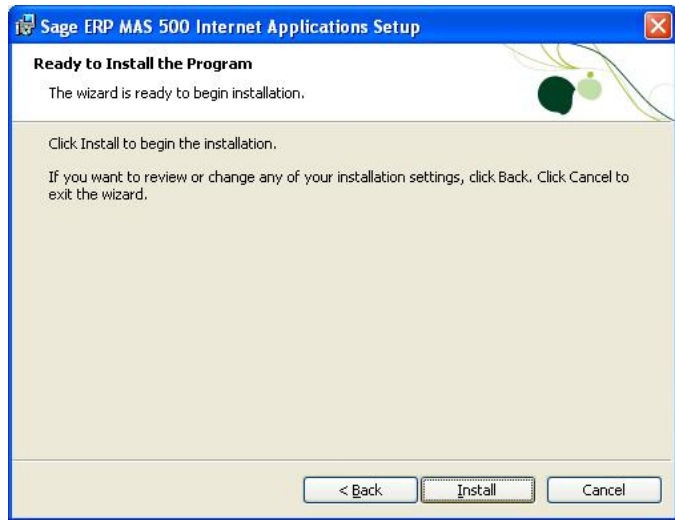 Sage ERP MAS 500 Internet Applications Setup
Ready to Install the Program
The wizard is ready to begin installation.
Click Install to begin the installation.
If you want to review or change any of your installation settings, click Back. Click Cancel to
exit the wizard.
< Back Install Cancel